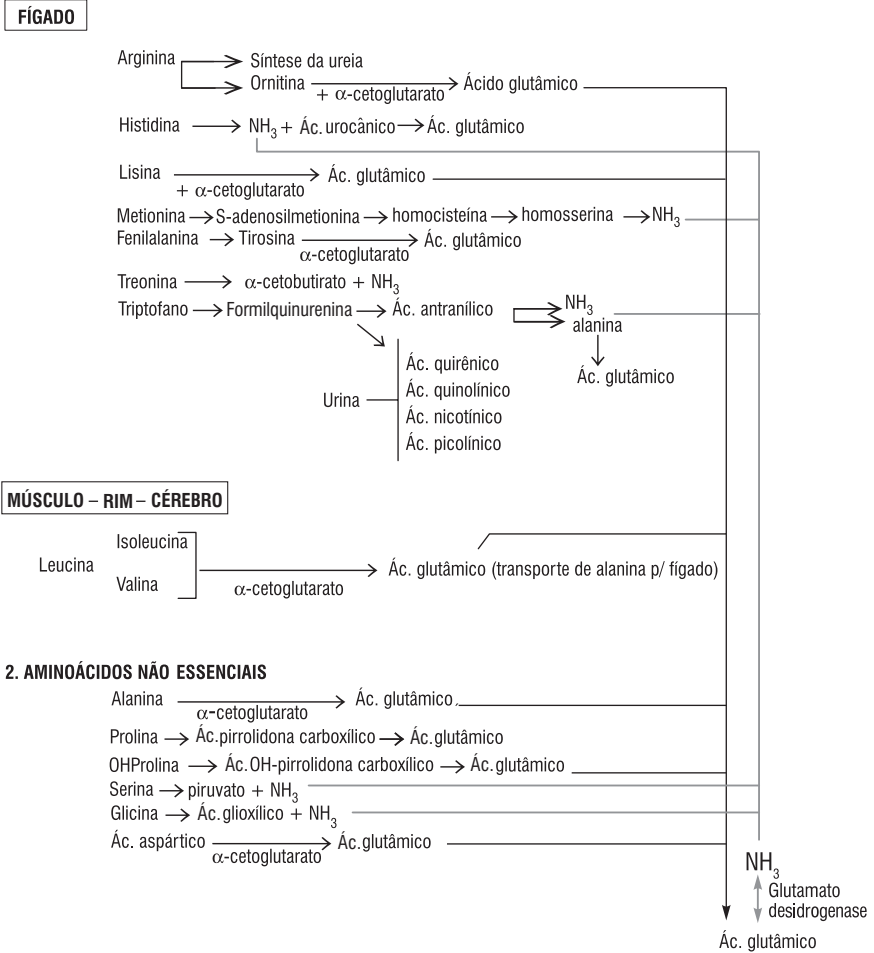 FÍGADO
Arginina → Síntese da ureia
→ Ornitina + α-cetoglutarato → Ácido glutâmico
Histidina → NH3 + Ác. urocânico → Ác. glutâmico
Lisina + α-cetoglutarato → Ác. glutâmico
Metionina → S-adenosilmetionina → homocisteína → homosserina → NH3
Fenilalanina → Tirosina α-cetoglutarato → Ác. glutâmico
Treonina → α-cetobutirato + NH3
Triptofano → Formilquinurenina → Ác. antranílico → NH3
alanina
Ác. glutâmico
Urina
Ác. quirênico
Ác. quinolínico
Ác. nicotínico
Ác. picolínico
MÚSCULO – RIM – CÉREBRO
Isoleucina
Leucina
Valina
α-cetoglutarato → Ác. glutâmico (transporte de alanina p/ fígado)
2. AMINOÁCIDOS NÃO ESSENCIAIS
Alanina α-cetoglutarato → Ác. glutâmico
Prolina → Ác.pirrolidona carboxílico → Ác.glutâmico
OHProlina → Ác.OH-pirrolidona carboxílico → Ác.glutâmico
Serina → piruvato + NH3
Glicina → Ác.glioxílico + NH3
Ác. aspártico α-cetoglutarato → Ác.glutâmico
NH3
Glutamato
desidrogenase
Ác. glutâmico